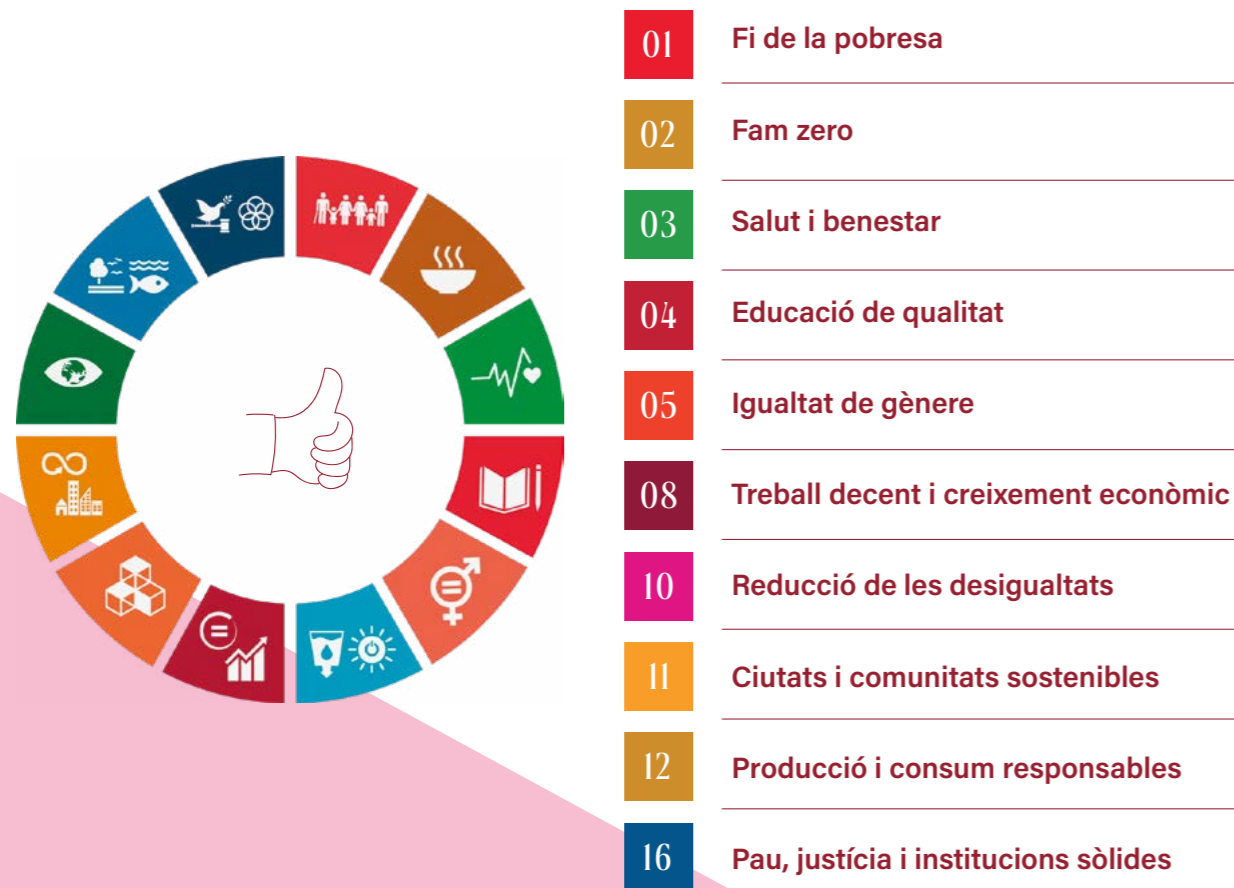 01 Fi de la pobresa
02 Fam zero
03 Salut i benestar
04 Educació de qualitat
05 Igualtat de gènere
08 Treball decent i creixement econòmic
10 Reducció de les desigualtats
11 Ciutats i comunitats sostenibles
12 Producció i consum responsables
16 Pau, justícia i institucions sòlides